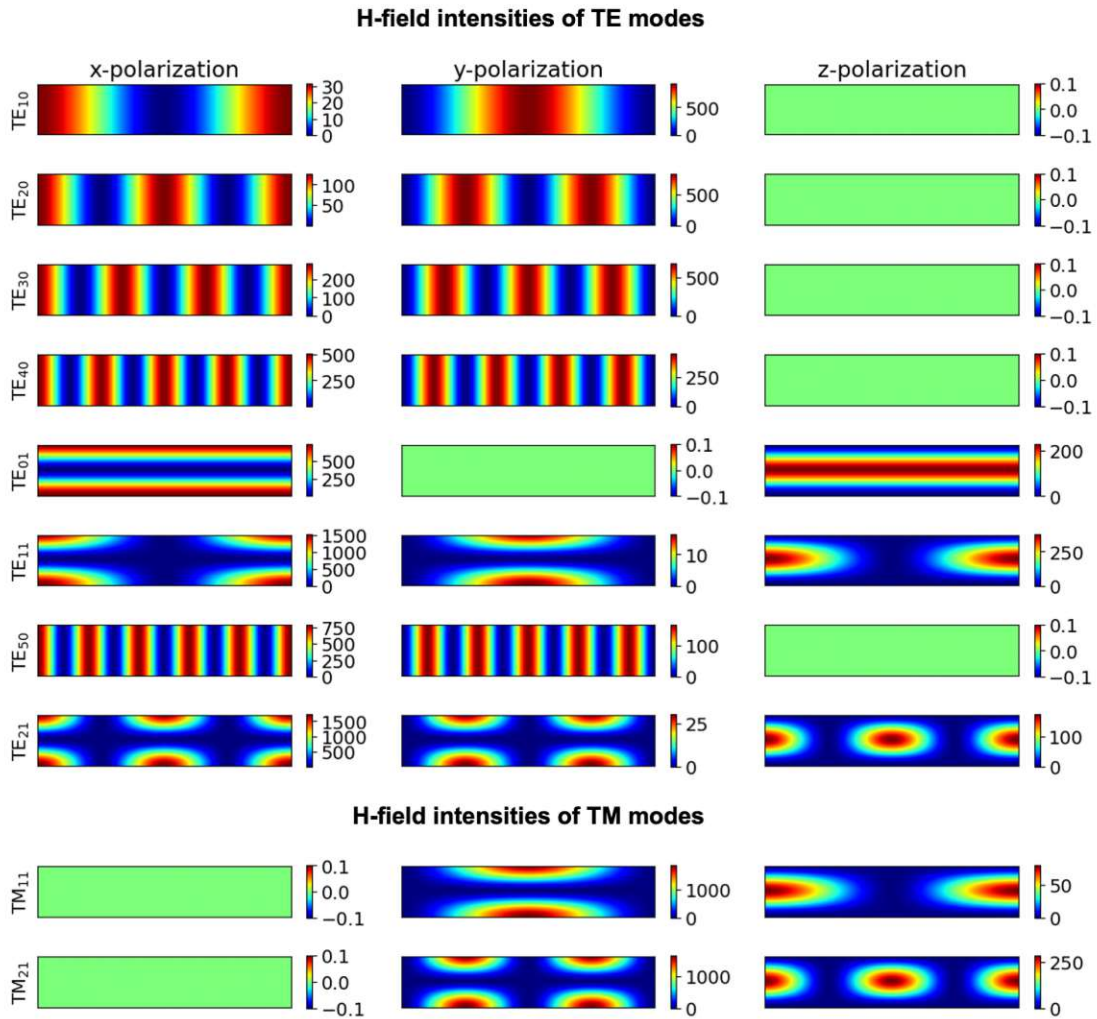 H-field intensities of TE modes
x-polarization y-polarization z-polarization
TE10 30 20 10 0 500 0 0.1 0.0 −0.1
TE20 100 50 500 0 0.1 0.0 −0.1
TE30 200 100 0 500 0 0.1 0.0 −0.1
TE40 500 250 250 0 0.1 0.0 −0.1
TE01 500 250 0.1 0.0 −0.1 200 0
TE11 1500 1000 5000 0 10 0 250 0
TE50 750 500 250 0 100 0 0.1 0.0 −0.1
TE21 1500 1000 5000 25 0 100 0
H-field intensities of TM modes
TM11 0.1 0.0 −0.1 1000 0 50 0
TM21 0.1 0.0 −0.1 1000 0 250 0